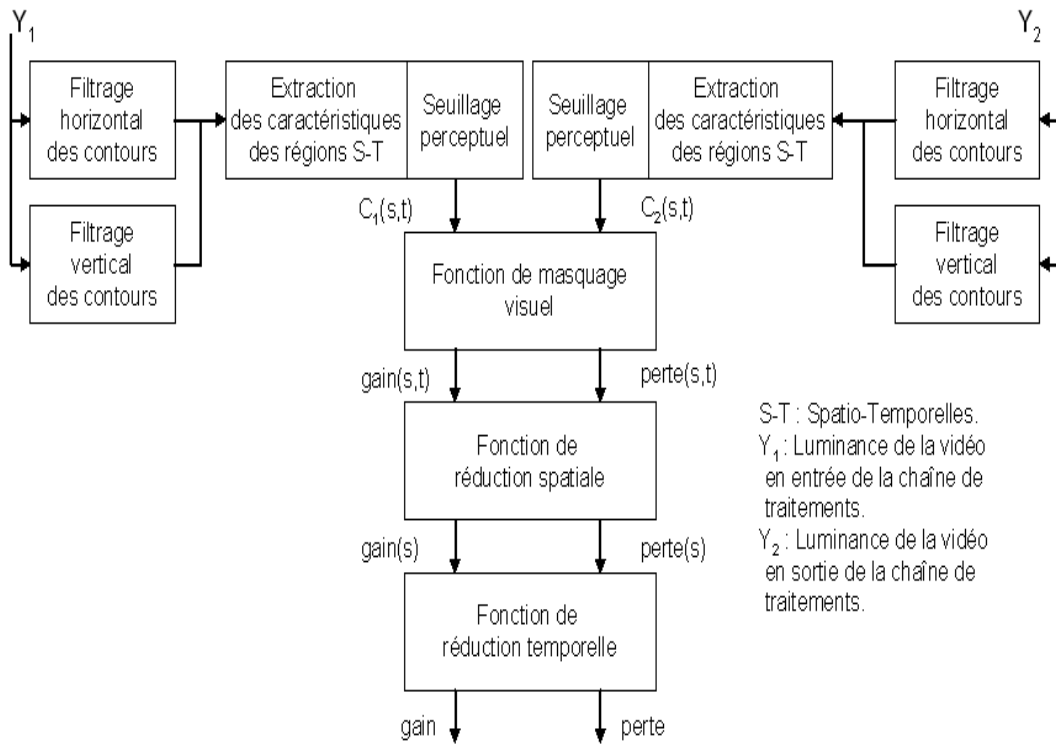 Y1
Y2
Filtrage
horizontal
des contours
Extraction
des caractéristiques
des régions S-T
Seuillage
perceptuel
Seuillage
perceptuel
Extraction
des caractéristiques
des régions S-T
Filtrage
horizontal
des contours
Filtrage
vertical
des contours
C1(s,t)
C2(s,t)
Filtrage
vertical
des contours
Fonction de masquage
visuel
gain(s,t)
perte(s,t)
Fonction de
réduction spatiale
gain(s)
perte(s)
Fonction de
réduction temporelle
gain
perte
S-T : Spatio-Temporelles.
Y1 : Luminance de la vidéo
en entrée de la chaîne de
traitements.
Y2 : Luminance de la vidéo
en sortie de la chaîne de
traitements.